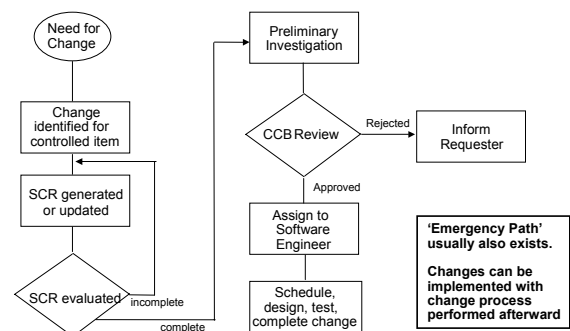 Need for
Change
Change
identified for
controlled item
SCR generated
or updated
SCR evaluated
incomplete
complete
Preliminary
Investigation
CCB Review
Rejected
Inform
Requester
Approved
Assign to
Software
Engineer
Schedule,
design, test,
complete change
'Emergency Path'
usually also exists.
Changes can be
implemented with
change process
performed afterward